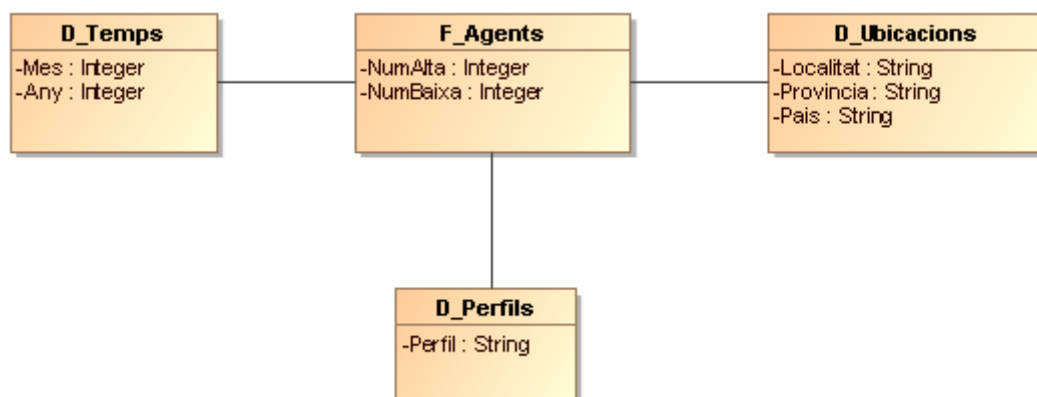 D_Temps
-Mes : Integer
-Any : Integer
F_Agents
-NumAlta : Integer
-NumBaixa : Integer
D_Ubicacions
-Localitat : String
-Provincia : String
-Pais : String
D_Perfils
-Perfil : String